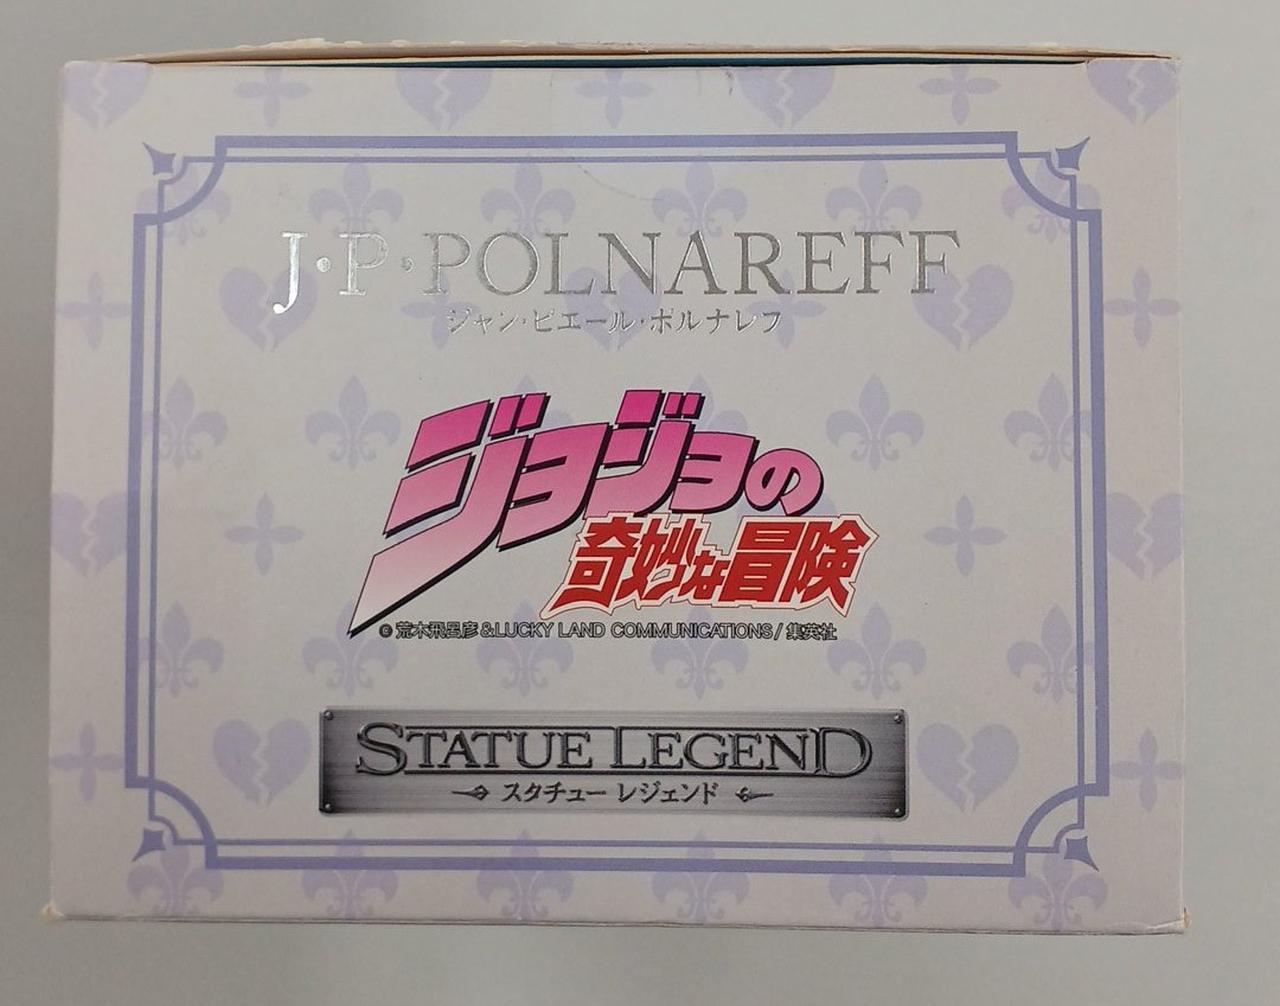 J·P·POLNAREFF
ジャン·ピエール·ポルナレフ
ジョジョの
奇妙な冒険
© 荒木飛呂彦&LUCKY LAND COMMUNICATIONS/集英社
STATUE LEGEND
スタチュー レジェンド